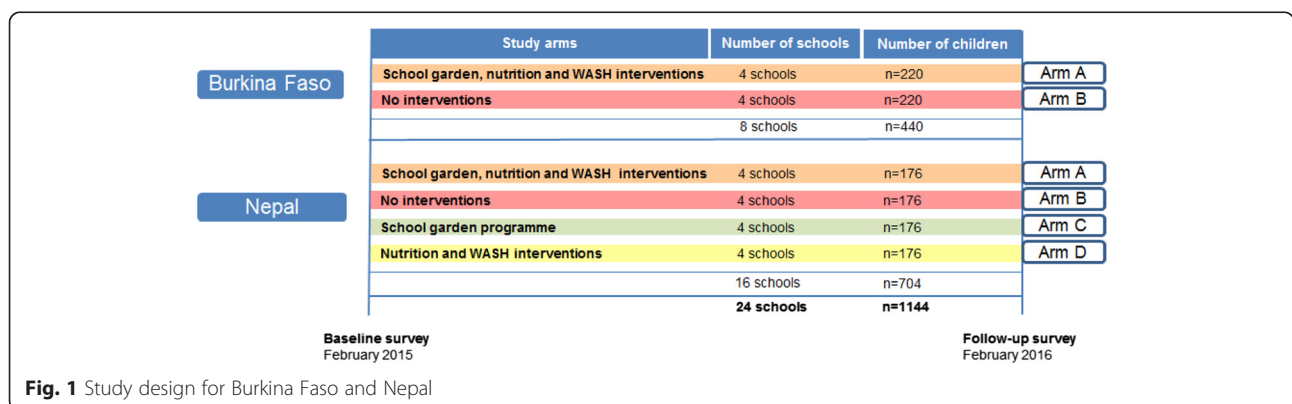 Study arms Number of schools Number of children
Burkina Faso
School garden, nutrition and WASH interventions 4 schools n=220 Arm A
No interventions 4 schools n=220 Arm B
8 schools n=440
Nepal
School garden, nutrition and WASH interventions 4 schools n=176 Arm A
No interventions 4 schools n=176 Arm B
School garden programme 4 schools n=176 Arm C
Nutrition and WASH interventions 4 schools n=176 Arm D
16 schools n=704
24 schools n=1144
Baseline survey Follow-up survey
February 2015 February 2016
Fig. 1 Study design for Burkina Faso and Nepal